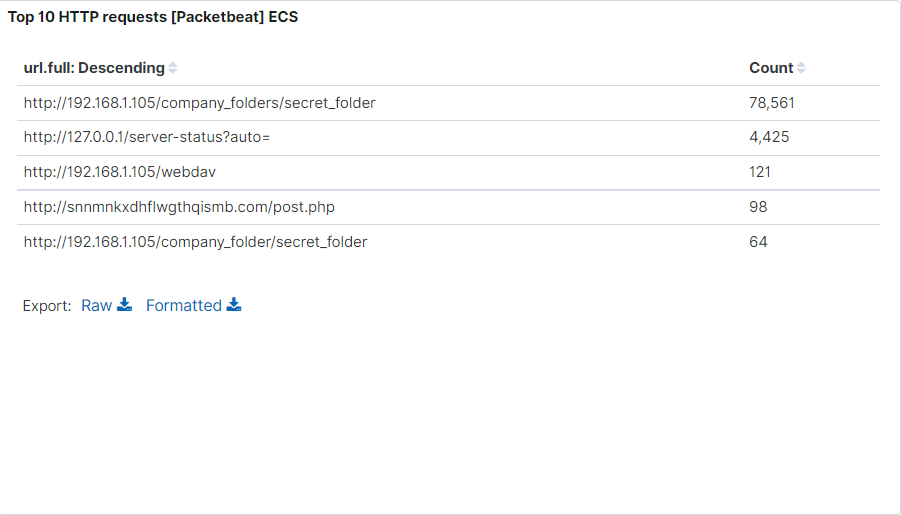 Top 10 HTTP requests [Packetbeat] ECS
url.full: Descending Count
http://192.168.1.105/company_folders/secret_folder 78,561
http://127.0.0.1/server-status?auto= 4,425
http://192.168.1.105/webdav 121
http://snnmnkxdhflwgthqismb.com/post.php 98
http://192.168.1.105/company_folder/secret_folder 64
Export: Raw Formatted